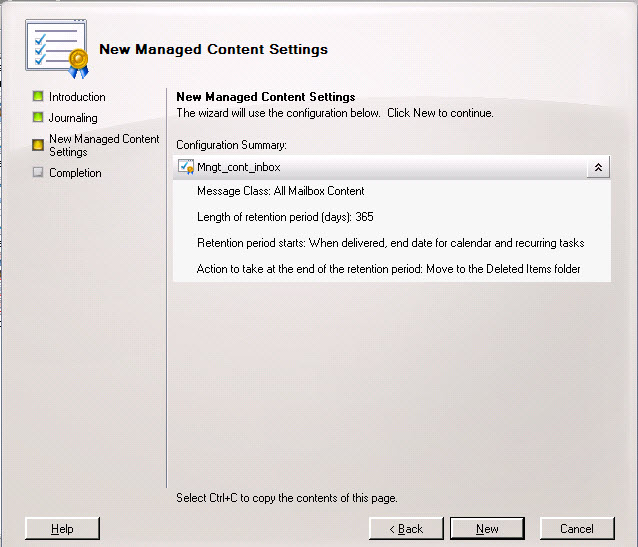 New Managed Content Settings
Introduction
Journaling
New Managed Content
Settings
Completion
New Managed Content Settings
The wizard will use the configuration below. Click New to continue.
Configuration Summary:
Mngt_cont_inbox
Message Class: All Mailbox Content
Length of retention period (days): 365
Retention period starts: When delivered, end date for calendar and recurring tasks
Action to take at the end of the retention period: Move to the Deleted Items folder
Select Ctrl+C to copy the contents of this page.
Help
< Back
New
Cancel